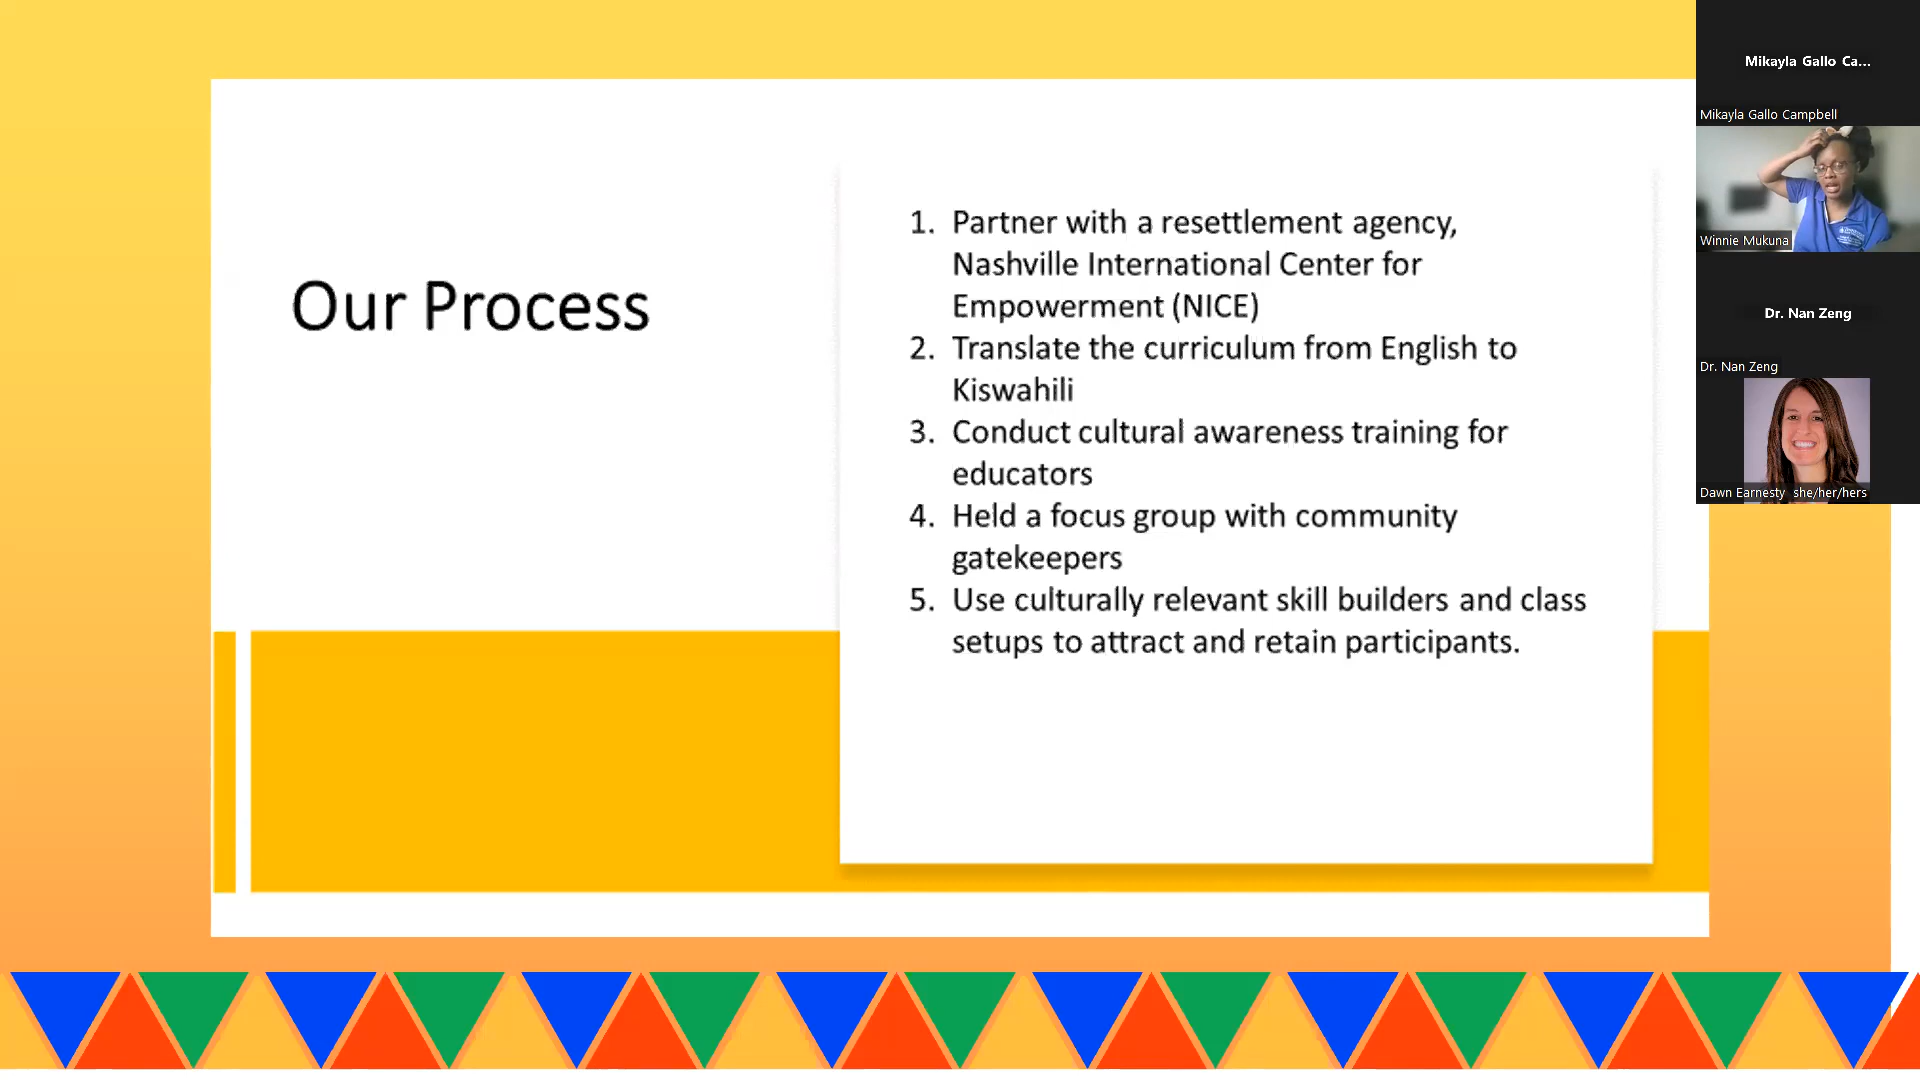 Our Process
1. Partner with a resettlement agency,
Nashville International Center for
Empowerment (NICE)
2. Translate the curriculum from English to
Kiswahili
3. Conduct cultural awareness training for
educators
4. Held a focus group with community
gatekeepers
5. Use culturally relevant skill builders and class
setups to attract and retain participants.
Mikayla Gallo Ca...
Mikayla Gallo Campbell
Winnie Mukuna
Dr. Nan Zeng
Dr. Nan Zeng
Dawn Earnesty she/her/hers